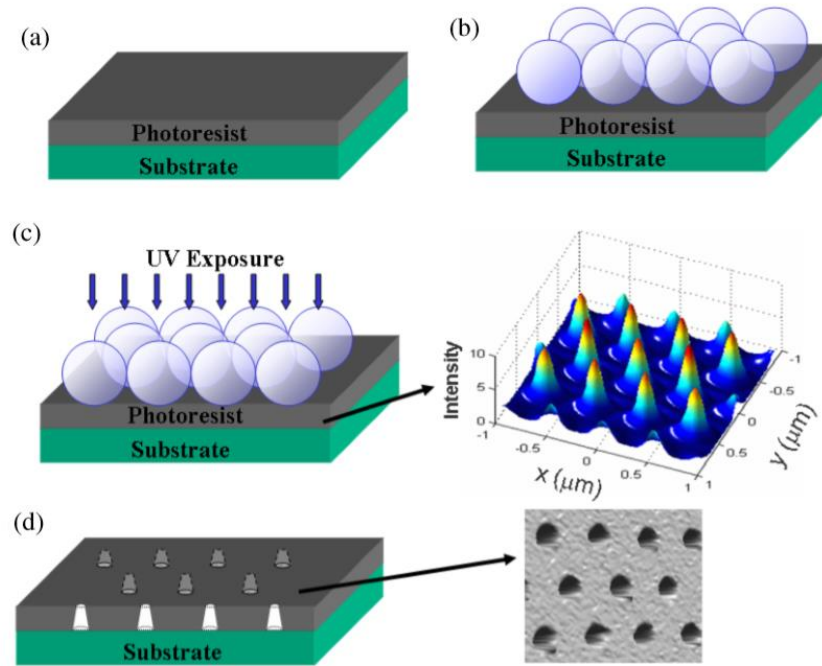 (a)
Photoresist
Substrate
(b)
Photoresist
Substrate
(c)
UV Exposure
Photoresist
Substrate
Intensity
10
5
0
-1
-0.5
0
0.5
1
x (μm)
-1
-0.5
0
0.5
1
y (μm)
(d)
Substrate